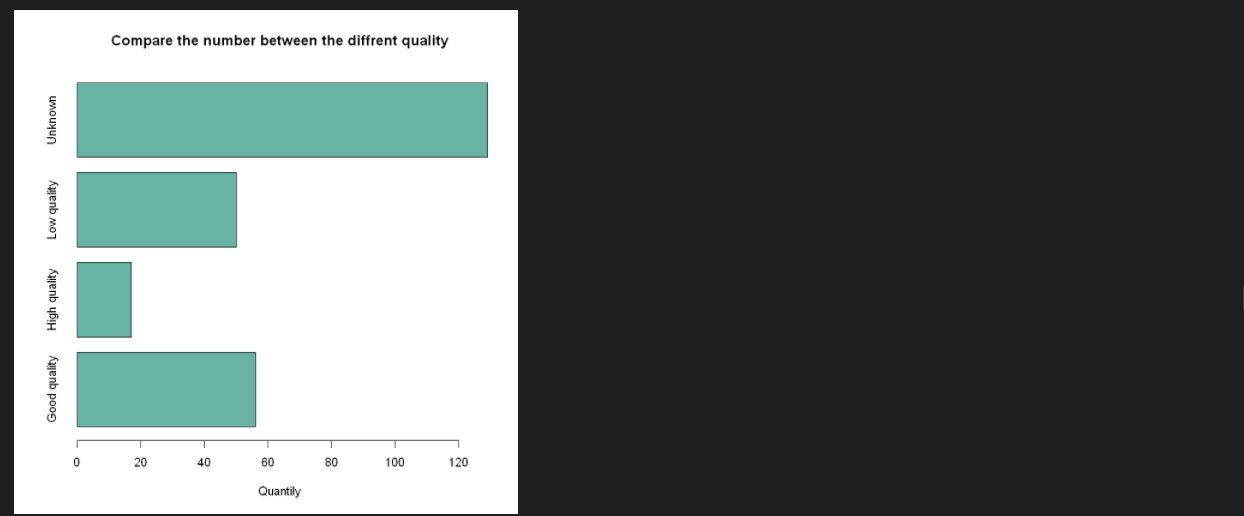 Compare the number between the diffrent quality
Unknown
Low quality
High quality
Good quality
0 20 40 60 80 100 120
Quantily